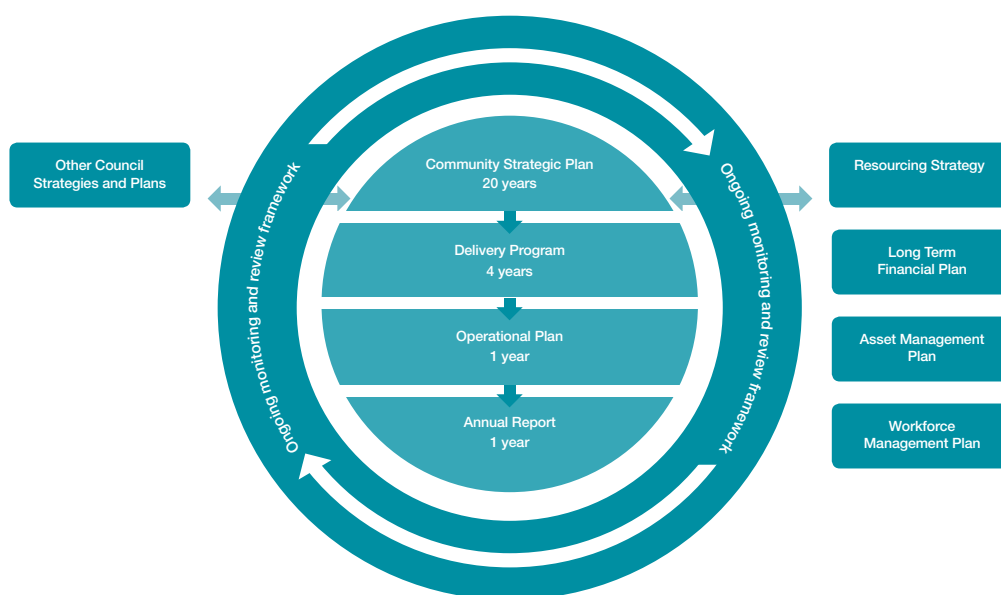 Other Council
Strategies and Plans
Ongoing monitoring and review framework
Community Strategic Plan
20 years
Delivery Program
4 years
Operational Plan
1 year
Annual Report
1 year
Ongoing monitoring and review framework
Resourcing Strategy
Long Term
Financial Plan
Asset Management
Plan
Workforce
Management Plan